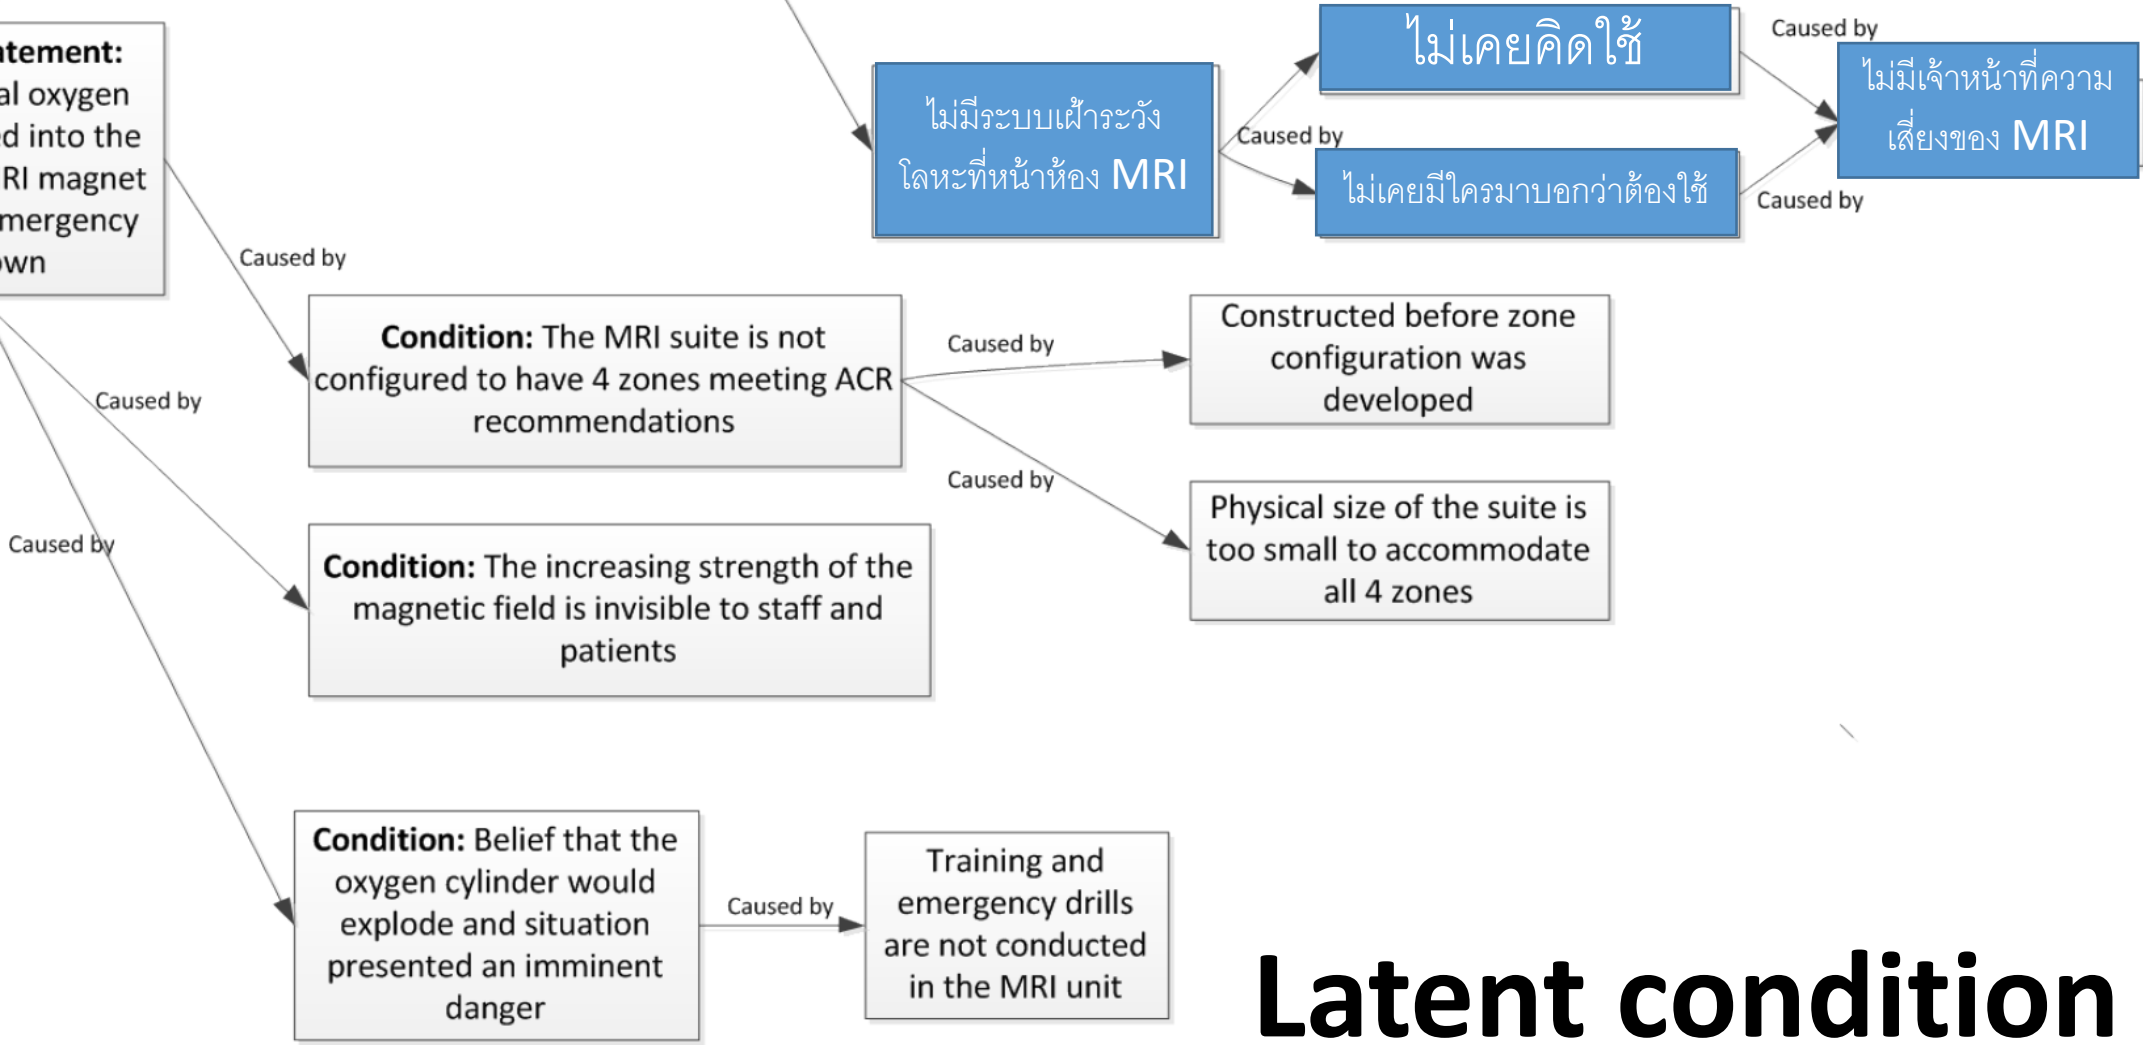 atement:
al oxygen
ed into the
RI magnet
mergency
own
ไม่มีระบบเฝ้าระวัง
โลหะที่หน้าห้อง MRI
Caused by
ไม่เคยคิดใช้
ไม่เคยมีใครมาบอกว่าต้องใช้
Caused by
Caused by
ไม่มีเจ้าหน้าที่ความ
เสี่ยงของ MRI
Caused by
Condition: The MRI suite is not
configured to have 4 zones meeting ACR
recommendations
Caused by
Constructed before zone
configuration was
developed
Caused by
Physical size of the suite is
too small to accommodate
all 4 zones
Caused by
Condition: The increasing strength of the
magnetic field is invisible to staff and
patients
Caused by
Condition: Belief that the
oxygen cylinder would
explode and situation
presented an imminent
danger
Caused by
Training and
emergency drills
are not conducted
in the MRI unit
Latent condition